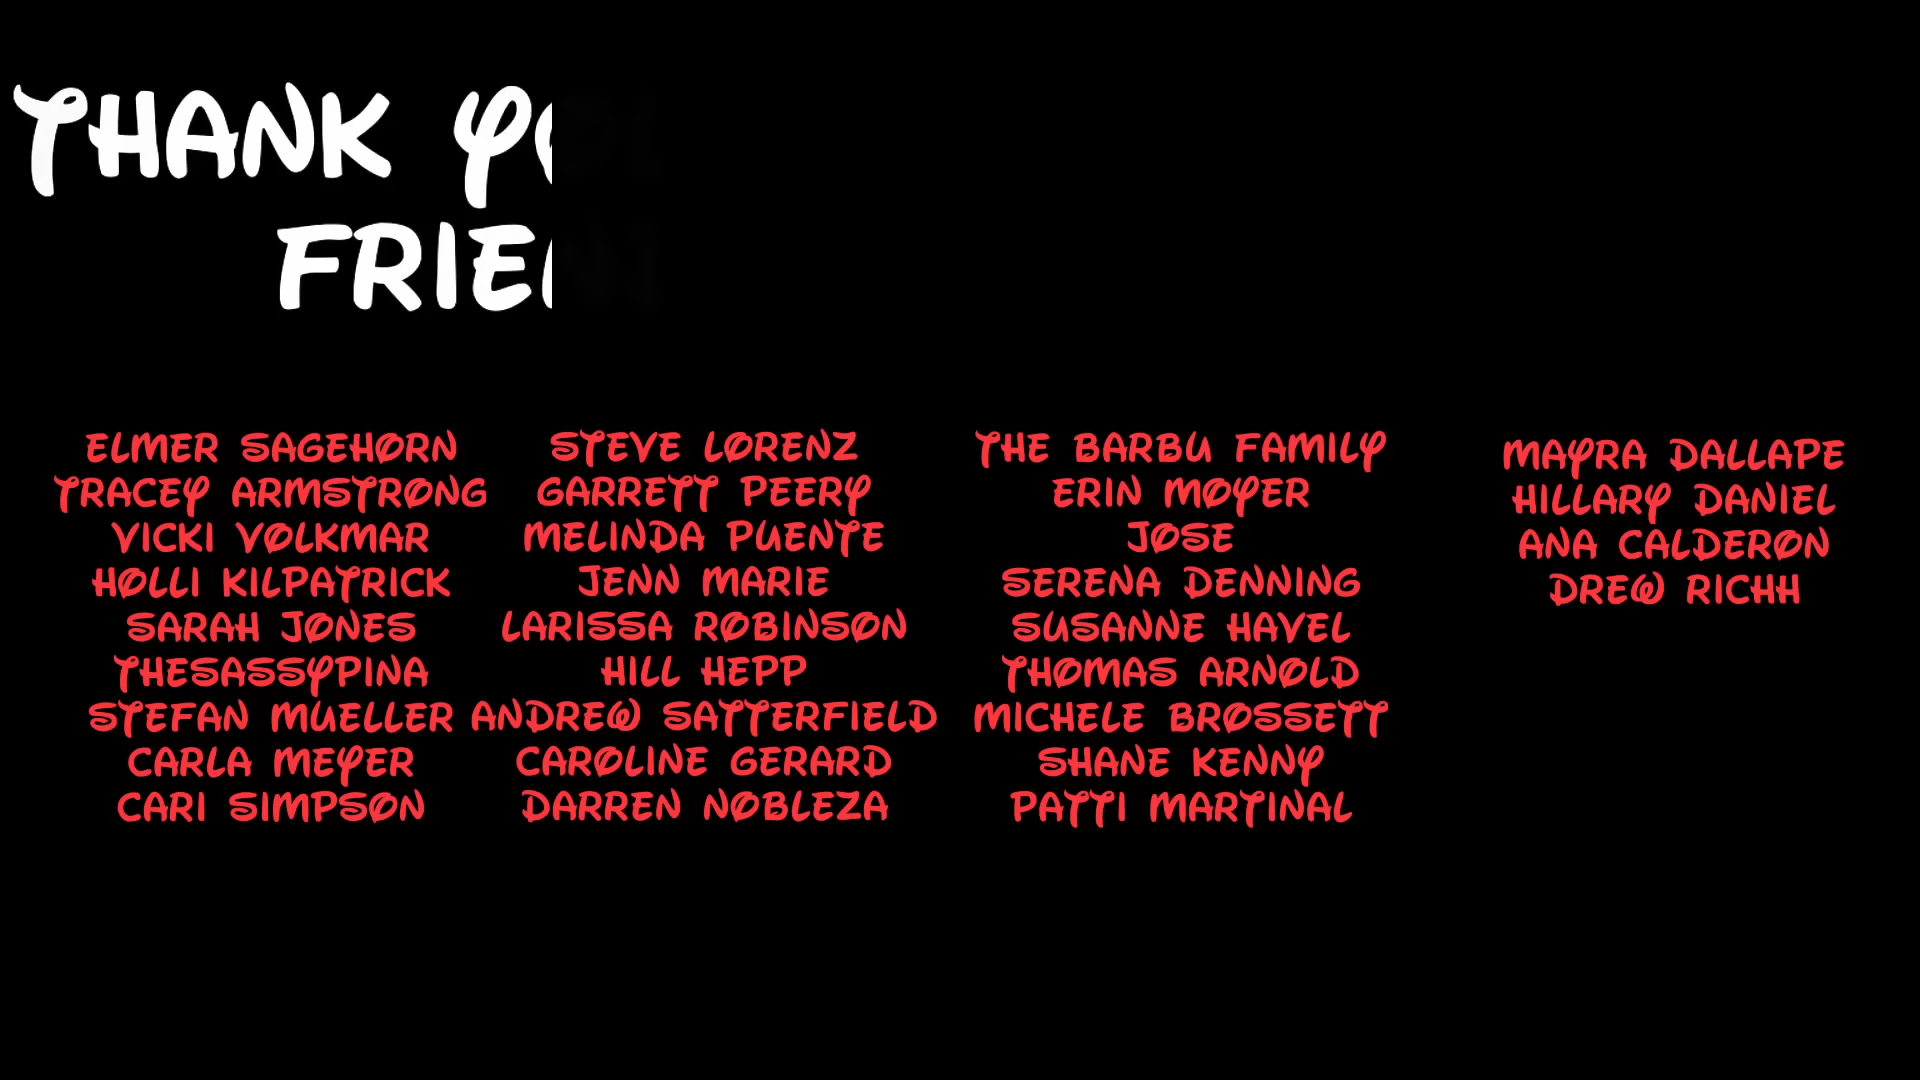 THANK YO
FRIE
ELMER SAGEHORN
TRACEY ARMSTRONG
VICKI VOLKMAR
HOLLI KILPATRICK
SARAH JONES
THESASSYPINA
STEFAN MUELLER
CARLA MEYER
CARI SIMPSON
STEVE LORENZ
GARRETT PEERY
MELINDA PUENTE
JENN MARIE
LARISSA ROBINSON
HILL HEPP
ANDREW SATTERFIELD
CAROLINE GERARD
DARREN NOBLEZA
THE BARBU FAMILY
ERIN MOYER
JOSE
SERENA DENNING
SUSANNE HAVEL
THOMAS ARNOLD
MICHELE BROSSETT
SHANE KENNY
PATTI MARTINAL
MAYRA DALLAPE
HILLARY DANIEL
ANA CALDERON
DREW RICHH